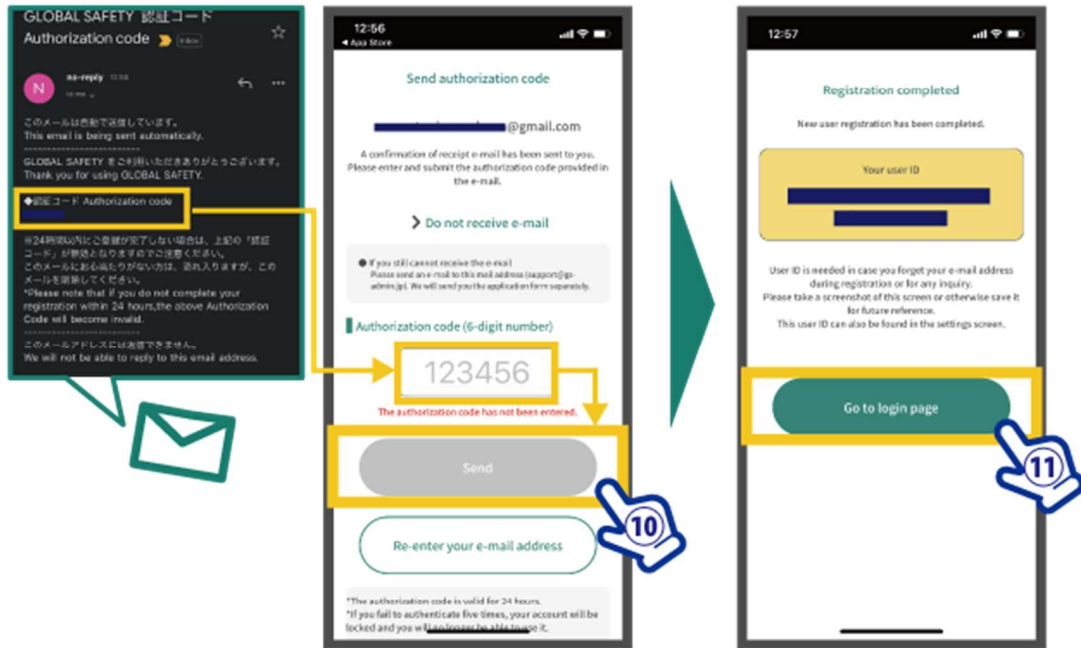 GLOBAL SAFETY 認証コード
Authorization code
Inbox
N
no-reply 12:56
to me
このメールは自動で送信しています。
This email is being sent automatically.
--------------------------
GLOBAL SAFETY をご利用いただきありがとうございます。
Thank you for using GLOBAL SAFETY.
◆認証コード Authorization code
※24時間以内にご登録が完了しない場合は、上記の「認証
コード」が無効となりますのでご注意ください。
このメールにお心当たりがない方は、恐れ入りますが、この
メールを削除してください。
*Please note that if you do not complete your
registration within 24 hours,the above Authorization
Code will become invalid.
--------------------------
このメールアドレスには返信できません。
We will not be able to reply to this email address.
12:56
◀ App Store
Send authorization code
@gmail.com
A confirmation of receipt e-mail has been sent to you.
Please enter and submit the authorization code provided in
the e-mail.
Do not receive e-mail
● If you still cannot receive the e-mail
Please send an e-mail to this mail address (support@gs-
admin.jp). We will send you the application form separately.
Authorization code (6-digit number)
123456
The authorization code has not been entered.
Send
10
Re-enter your e-mail address
*The authorization code is valid for 24 hours.
*If you fail to authenticate five times, your account will be
locked and you will no longer be able to use it.
12:57
Registration completed
New user registration has been completed.
Your user ID
User ID is needed in case you forget your e-mail address
during registration or for any inquiry.
Please take a screenshot of this screen or otherwise save it
for future reference.
This user ID can also be found in the settings screen.
Go to login page
11